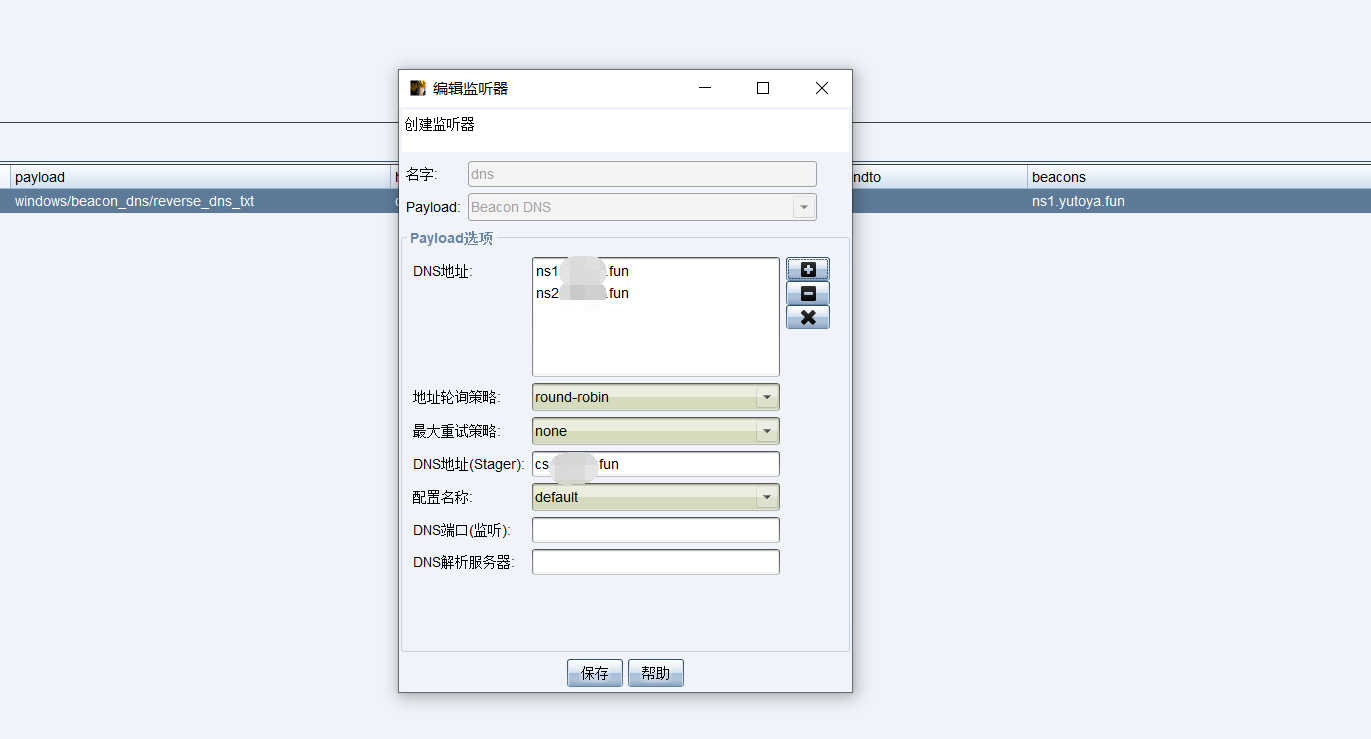 编辑监听器
创建监听器
名字: dns
Payload: Beacon DNS
payload
ndto
beacons
windows/beacon_dns/reverse_dns_txt
ns1.yutoya.fun
Payload选项
DNS地址:
ns1 .fun
ns2 .fun
地址轮询策略: round-robin
最大重试策略: none
DNS地址(Stager): cs fun
配置名称: default
DNS端口(监听):
DNS解析服务器:
保存 帮助